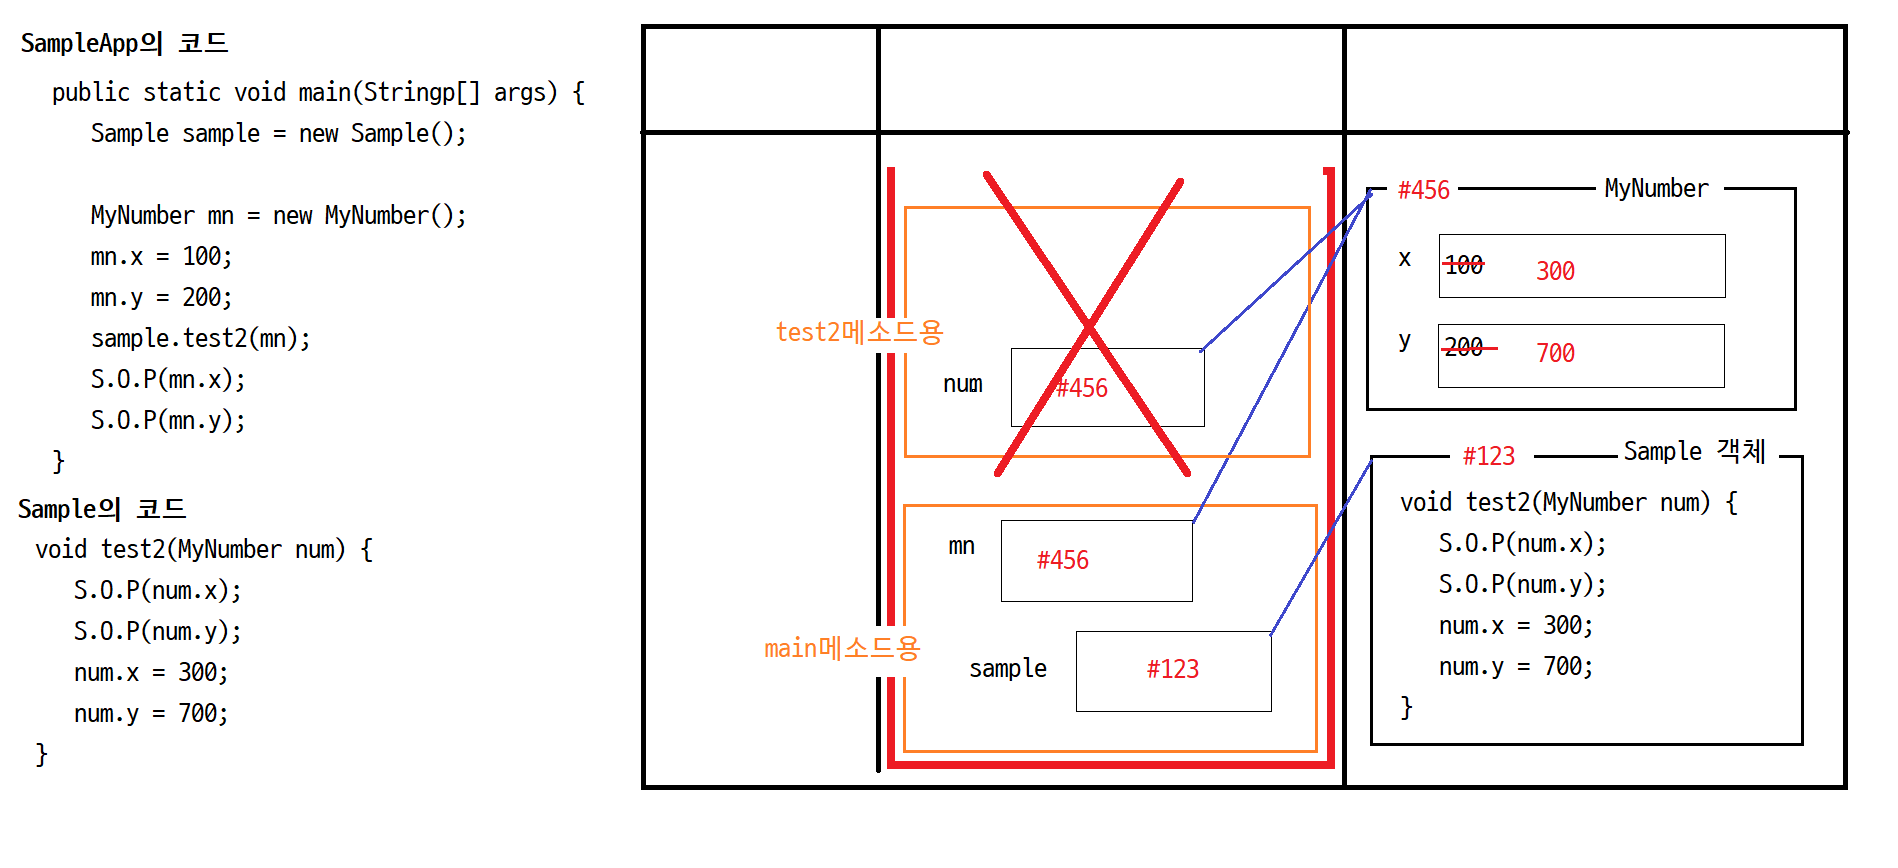 SampleApp의 코드
public static void main(Stringp[] args) {
Sample sample = new Sample();
MyNumber mn = new MyNumber();
mn.x = 100;
mn.y = 200;
sample.test2(mn);
S.O.P(mn.x);
S.O.P(mn.y);
}
Sample의 코드
void test2(MyNumber num) {
S.O.P(num.x);
S.O.P(num.y);
num.x = 300;
num.y = 700;
}
test2메소드용
num
#456
main메소드용
mn
#456
sample
#123
#456
MyNumber
x
100
300
y
200
700
#123
Sample 객체
void test2(MyNumber num) {
S.O.P(num.x);
S.O.P(num.y);
num.x = 300;
num.y = 700;
}